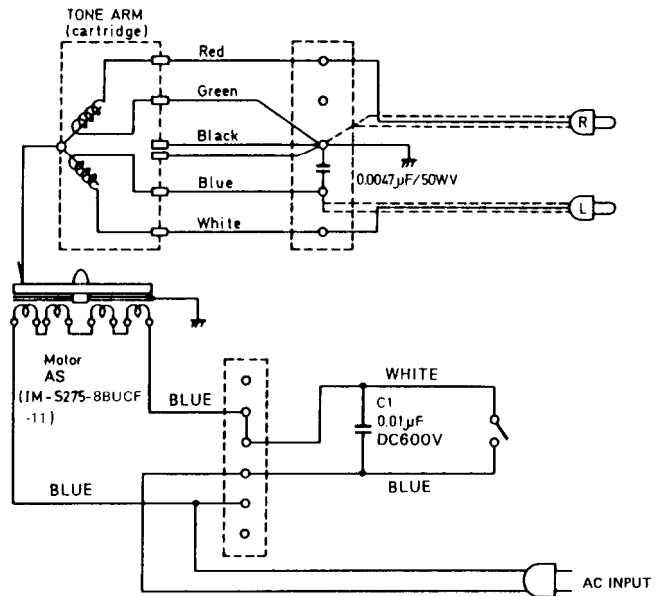 TONE ARM
(cartridge)
Red
Green
Black
Blue
White
R
L
0.0047μF/50WV
Motor
AS
(IM-S275-8BUCF
-11)
BLUE
WHITE
C1
0.01μF
DC600V
BLUE
BLUE
AC INPUT